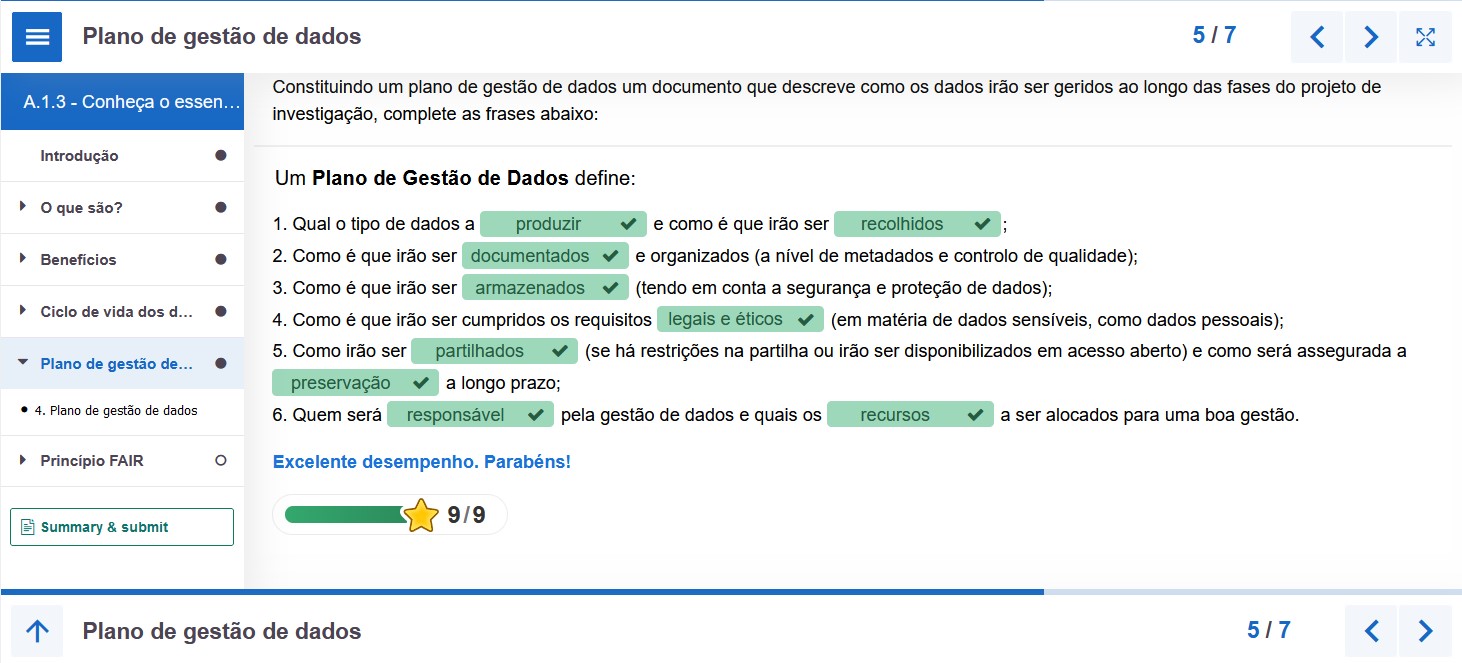 Plano de gestão de dados
5 / 7
A.1.3 - Conheça o essen...
Introdução
O que são?
Benefícios
Ciclo de vida dos d...
Plano de gestão de...
4. Plano de gestão de dados
Princípio FAIR
Summary & submit
Constituindo um plano de gestão de dados um documento que descreve como os dados irão ser geridos ao longo das fases do projeto de
investigação, complete as frases abaixo:
Um Plano de Gestão de Dados define:
1. Qual o tipo de dados a produzir e como é que irão ser recolhidos ;
2. Como é que irão ser documentados e organizados (a nível de metadados e controlo de qualidade);
3. Como é que irão ser armazenados (tendo em conta a segurança e proteção de dados);
4. Como é que irão ser cumpridos os requisitos legais e éticos (em matéria de dados sensíveis, como dados pessoais);
5. Como irão ser partilhados (se há restrições na partilha ou irão ser disponibilizados em acesso aberto) e como será assegurada a
preservação a longo prazo;
6. Quem será responsável pela gestão de dados e quais os recursos a ser alocados para uma boa gestão.
Excelente desempenho. Parabéns!
9/9
Plano de gestão de dados
5 / 7